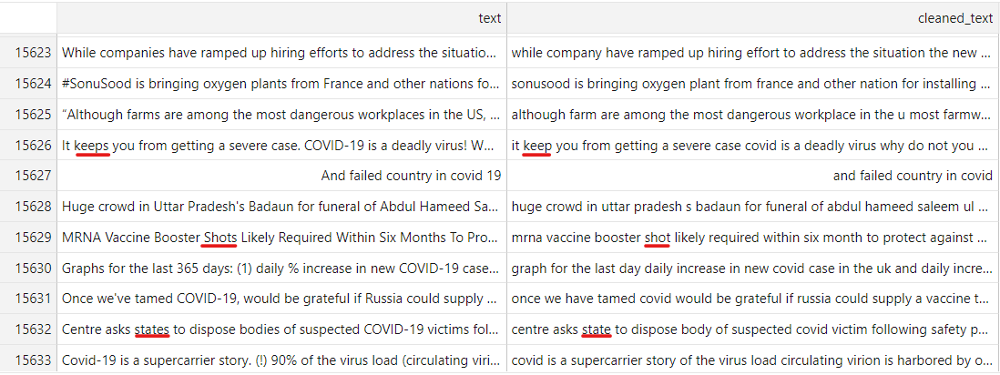 text cleaned_text
15623 While companies have ramped up hiring efforts to address the situatio... while company have ramped up hiring effort to address the situation the new ...
15624 #SonuSood is bringing oxygen plants from France and other nations fo... sonusood is bringing oxygen plant from france and other nation for installing ...
15625 “Although farms are among the most dangerous workplaces in the US, ... although farm are among the most dangerous workplace in the u most farmw...
15626 It keeps you from getting a severe case. COVID-19 is a deadly virus! W... it keep you from getting a severe case covid is a deadly virus why do not you ...
15627 And failed country in covid 19 and failed country in covid
15628 Huge crowd in Uttar Pradesh's Badaun for funeral of Abdul Hameed Sa... huge crowd in uttar pradesh s badaun for funeral of abdul hameed saleem ul ...
15629 MRNA Vaccine Booster Shots Likely Required Within Six Months To Pro... mrna vaccine booster shot likely required within six month to protect against ...
15630 Graphs for the last 365 days: (1) daily % increase in new COVID-19 case... graph for the last day daily increase in new covid case in the uk and daily incre...
15631 Once we've tamed COVID-19, would be grateful if Russia could supply ... once we have tamed covid would be grateful if russia could supply a vaccine t...
15632 Centre asks states to dispose bodies of suspected COVID-19 victims fol... centre asks state to dispose body of suspected covid victim following safety p...
15633 Covid-19 is a supercarrier story. (!) 90% of the virus load (circulating viri... covid is a supercarrier story of the virus load circulating virion is harbored by o...